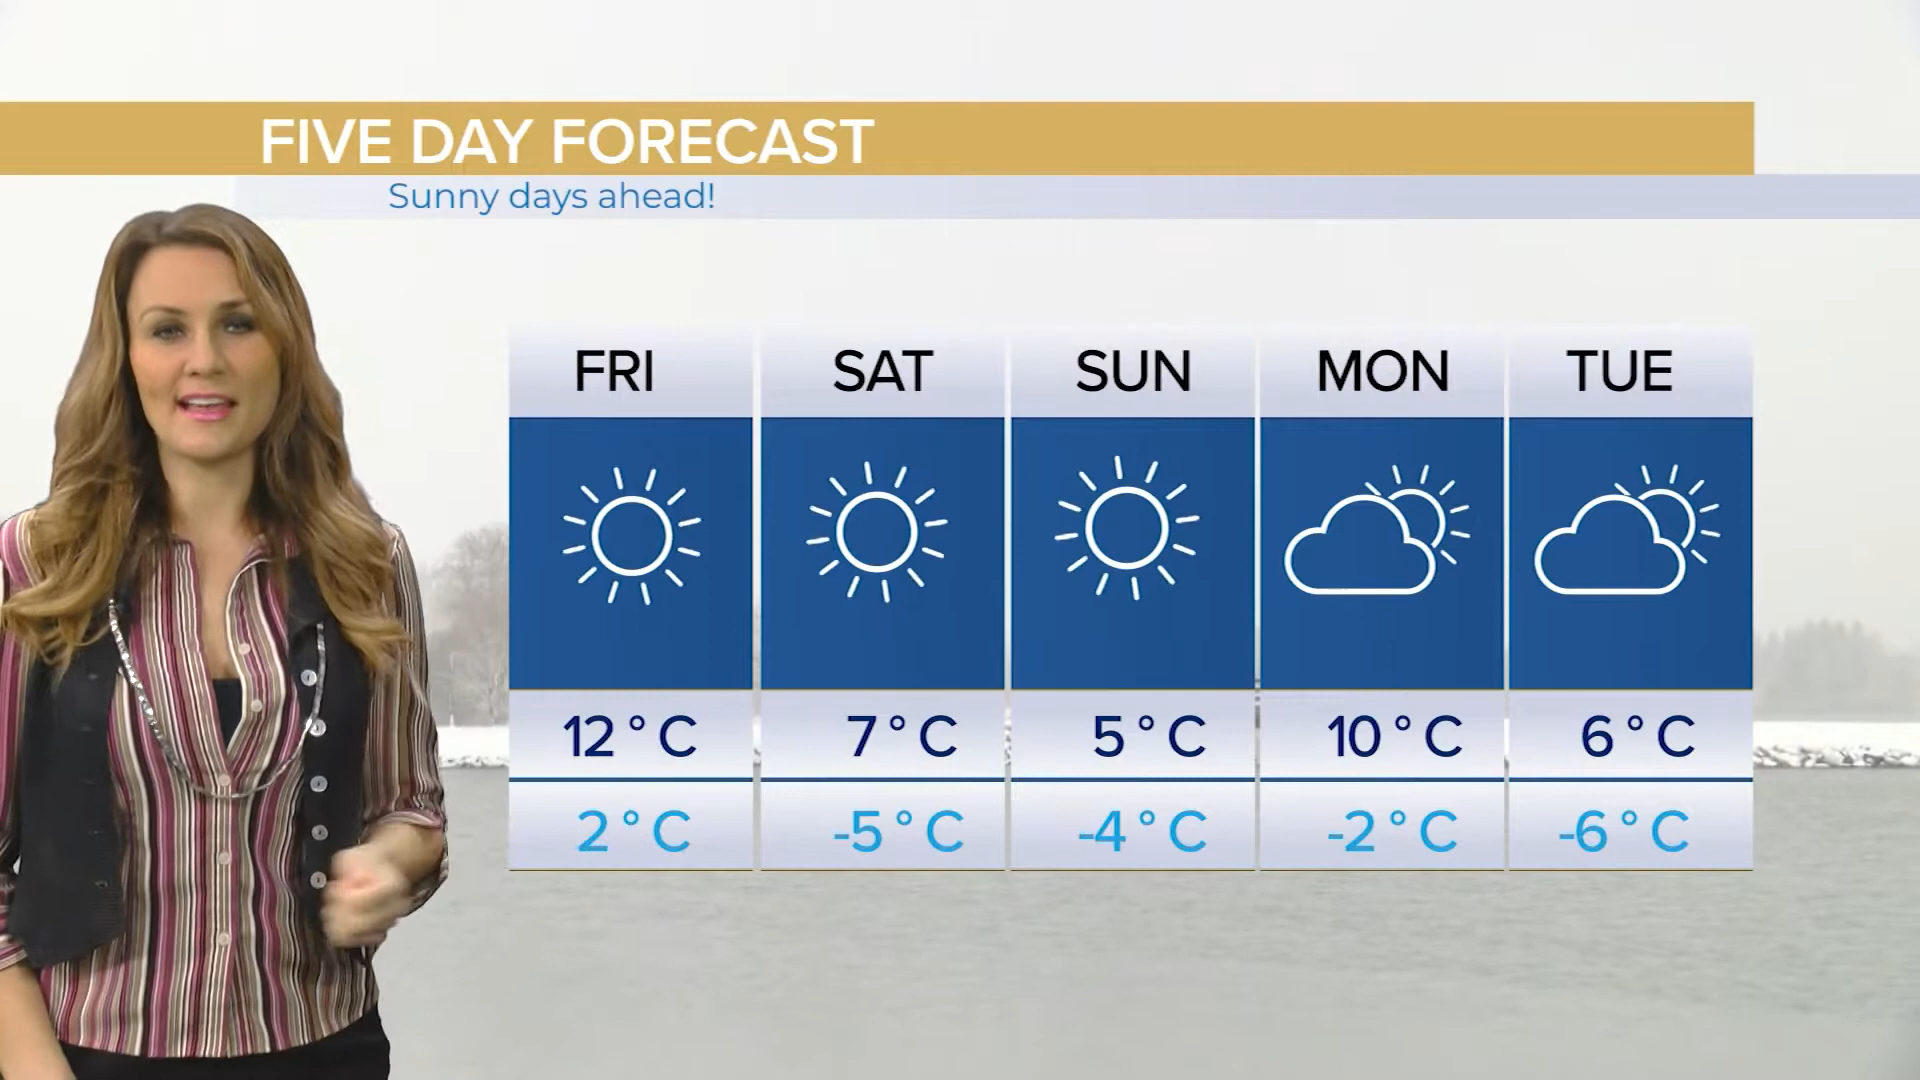 FIVE DAY FORECAST
Sunny days ahead!
FRI SAT SUN MON TUE
12°C 7°C 5°C 10°C 6°C
2°C -5°C -4°C -2°C -6°C